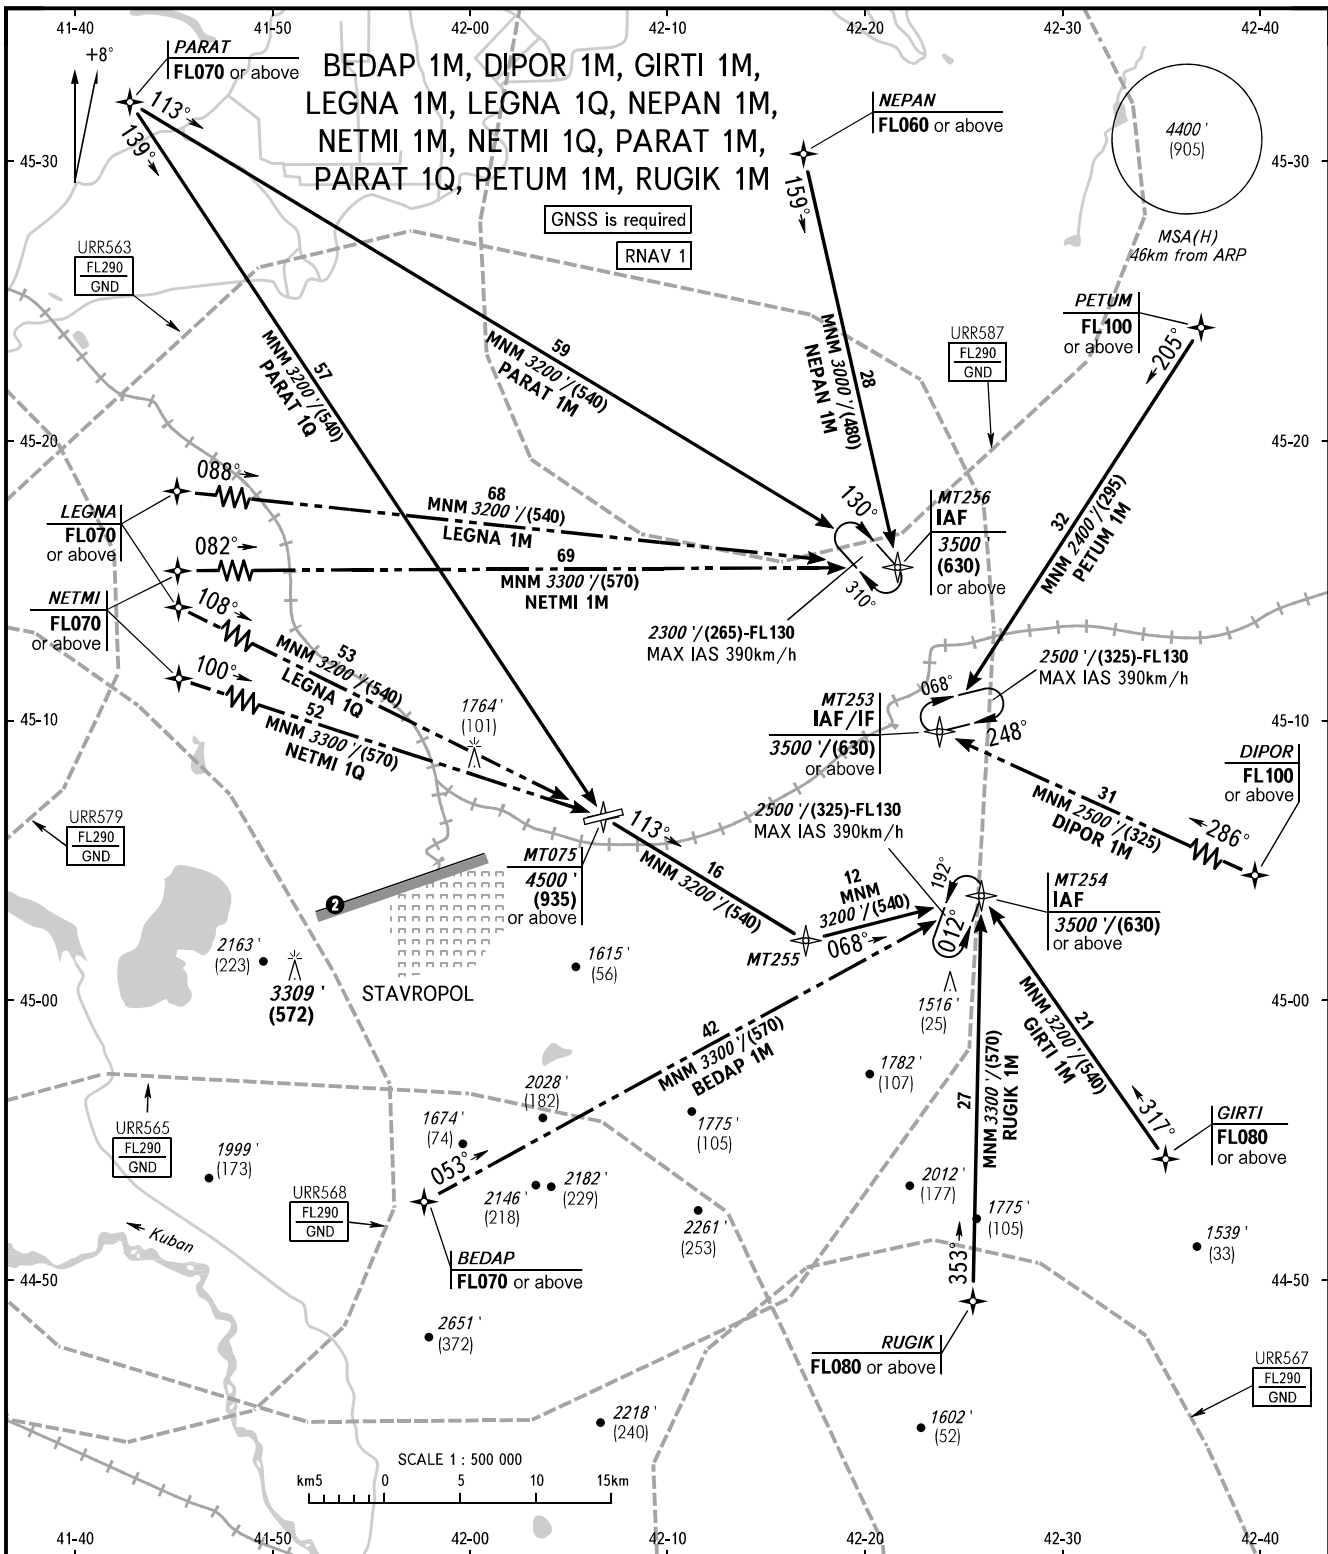 41-40
41-50
42-00
42-10
42-20
42-30
42-40
+8°
PARAT
FL070 or above
BEDAP 1M, DIPOR 1M, GIRTI 1M,
LEGNA 1M, LEGNA 1Q, NEPAN 1M,
NETMI 1M, NETMI 1Q, PARAT 1M,
PARAT 1Q, PETUM 1M, RUGIK 1M
GNSS is required
RNAV 1
113°
139°
NEPAN
FL060 or above
159°
4400'
(905)
MSA(H)
46km from ARP
45-30
45-30
URR563
FL290
GND
PETUM
FL100
or above
205°
URR587
FL290
GND
57
MNM 3200'/(540)
PARAT 1Q
59
MNM 3200'/(540)
PARAT 1M
28
MNM 3000'/(480)
NEPAN 1M
45-20
45-20
32
MNM 2400'/(295)
PETUM 1M
088°
LEGNA
FL070
or above
68
MNM 3200'/(540)
LEGNA 1M
082°
69
MNM 3300'/(570)
NETMI 1M
130°
310°
MT256
IAF
3500'
(630)
or above
NETMI
FL070
or above
108°
53
MNM 3200'/(540)
LEGNA 1Q
100°
52
MNM 3300'/(570)
NETMI 1Q
2300'/(265)-FL130
MAX IAS 390km/h
2500'/(325)-FL130
MAX IAS 390km/h
068°
248°
MT253
IAF/IF
3500'/(630)
or above
45-10
45-10
1764'
(101)
DIPOR
FL100
or above
31
MNM 2500'/(325)
DIPOR 1M
286°
URR579
FL290
GND
2
MT075
4500'
(935)
or above
113°
16
MNM 3200'/(540)
2500'/(325)-FL130
MAX IAS 390km/h
12
MNM
3200'/(540)
068°
MT255
192°
012°
MT254
IAF
3500'/(630)
or above
2163'
(223)
3309'
(572)
STAVROPOL
1615'
(56)
1516'
(25)
45-00
45-00
42
MNM 3300'/(570)
BEDAP 1M
1782'
(107)
21
MNM 3200'/(540)
GIRTI 1M
27
MNM 3300'/(570)
RUGIK 1M
URR565
FL290
GND
2028'
(182)
1674'
(74)
1775'
(105)
317°
GIRTI
FL080
or above
1999'
(173)
053°
2146'
(218)
2182'
(229)
2012'
(177)
1775'
(105)
URR568
FL290
GND
2261'
(253)
1539'
(33)
Kuban
353°
BEDAP
FL070 or above
44-50
44-50
2651'
(372)
RUGIK
FL080 or above
URR567
FL290
GND
2218'
(240)
1602'
(52)
SCALE 1 : 500 000
km5 0 5 10 15km
41-40
41-50
42-00
42-10
42-20
42-30
42-40